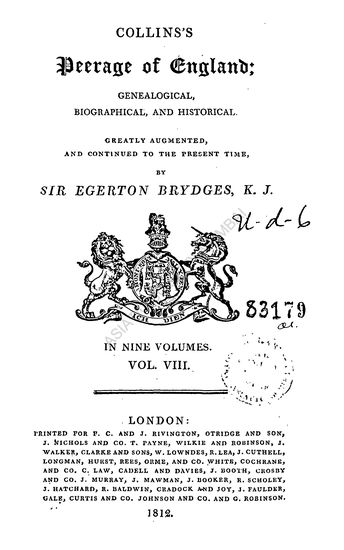 COLLINS'S
Peerage of England;
GENEALOGICAL,
BIOGRAPHICAL, AND HISTORICAL.
GREATLY AUGMENTED,
AND CONTINUED TO THE PRESENT TIME,
BY
SIR EGERTON BRYDGES, K. J.
U-d-6
ICH DIEN
83179
IN NINE VOLUMES.
VOL. VIII.
LONDON:
PRINTED FOR F. C. AND J. RIVINGTON, OTRIDGE AND SON,
J. NICHOLS AND CO. T. PAYNE, WILKIE AND ROBINSON, J.
WALKER, CLARKE AND SONS, W. LOWNDES, R. LEA, J. CUTHELL,
LONGMAN, HURST, REES, ORME, AND CO. WHITE, COCHRANE,
AND CO. C. LAW, CADELL AND DAVIES, J. BOOTH, CROSBY
AND CO. J. MURRAY, J. MAWMAN, J. BOOKER, R. SCHOLEY,
J. HATCHARD, R. BALDWIN, CRADOCK AND JOY, J. FAULDER,
GALE, CURTIS AND CO. JOHNSON AND CO. AND G. ROBINSON.
1812.